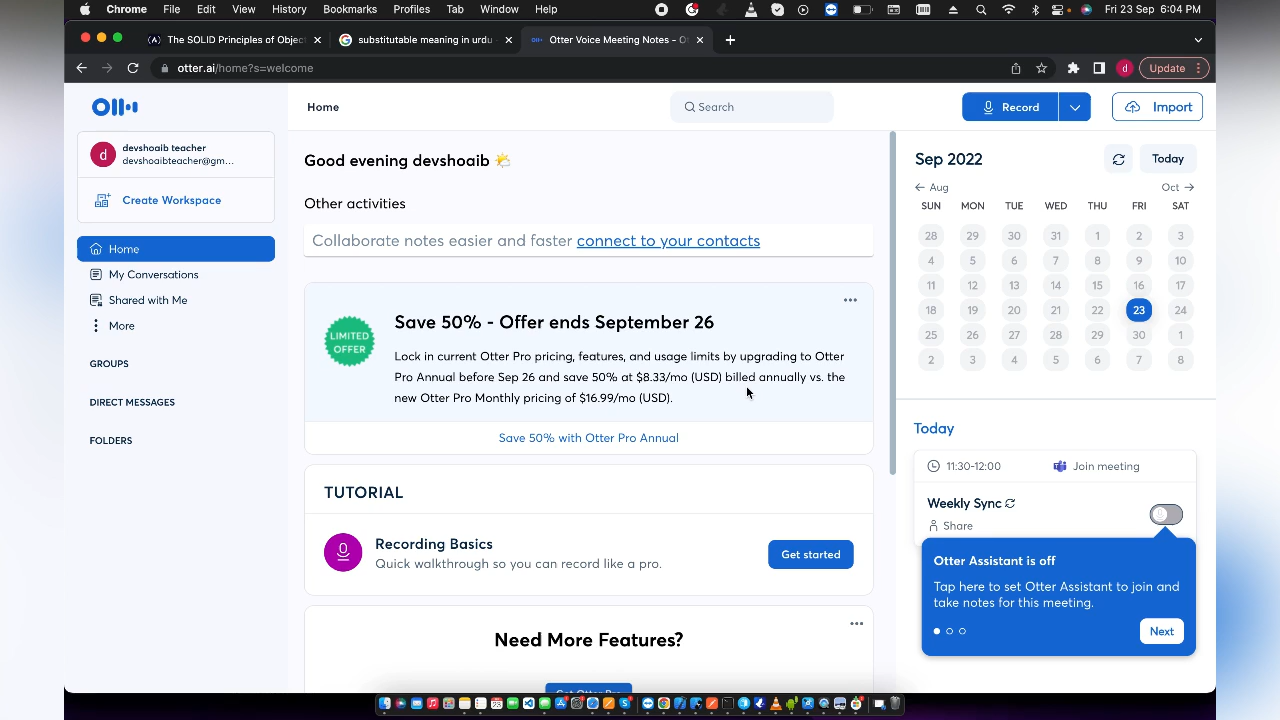 Chrome File Edit View History Bookmarks Profiles Tab Window Help Fri 23 Sep 6:04 PM
The SOLID Principles of Object substitutable meaning in urdu - Otter Voice Meeting Notes - Ot
otter.ai/home?s=welcome d Update
Home Search Record Import
d devshoaib teacher
devshoaibteacher@gm...
Create Workspace
Home
My Conversations
Shared with Me
More
GROUPS
DIRECT MESSAGES
FOLDERS
Good evening devshoaib
Other activities
Collaborate notes easier and faster connect to your contacts
LIMITED
OFFER
Save 50% - Offer ends September 26
Lock in current Otter Pro pricing, features, and usage limits by upgrading to Otter
Pro Annual before Sep 26 and save 50% at $8.33/mo (USD) billed annually vs. the
new Otter Pro Monthly pricing of $16.99/mo (USD).
Save 50% with Otter Pro Annual
TUTORIAL
Recording Basics
Quick walkthrough so you can record like a pro.
Get started
Need More Features?
Get Otter Pro
Sep 2022 Today
← Aug Oct →
SUN MON TUE WED THU FRI SAT
28 29 30 31 1 2 3
4 5 6 7 8 9 10
11 12 13 14 15 16 17
18 19 20 21 22 23 24
25 26 27 28 29 30 1
2 3 4 5 6 7 8
Today
11:30-12:00 Join meeting
Weekly Sync
Share
Otter Assistant is off
Tap here to set Otter Assistant to join and
take notes for this meeting.
Next